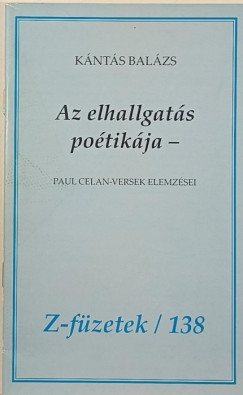 KÁNTÁS BALÁZS
Az elhallgatás
poétikája –
PAUL CELAN-VERSEK ELEMZÉSEI
Z-füzetek / 138